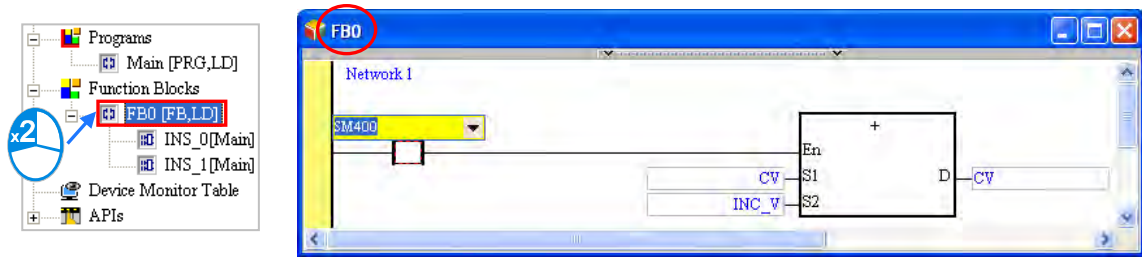 Programs
Main [PRG,LD]
Function Blocks
FB0 [FB,LD]
INS_0[Main]
INS_1[Main]
Device Monitor Table
APIs
x2
FB0
Network 1
SM400
+
En
CV S1 D CV
INC_V S2